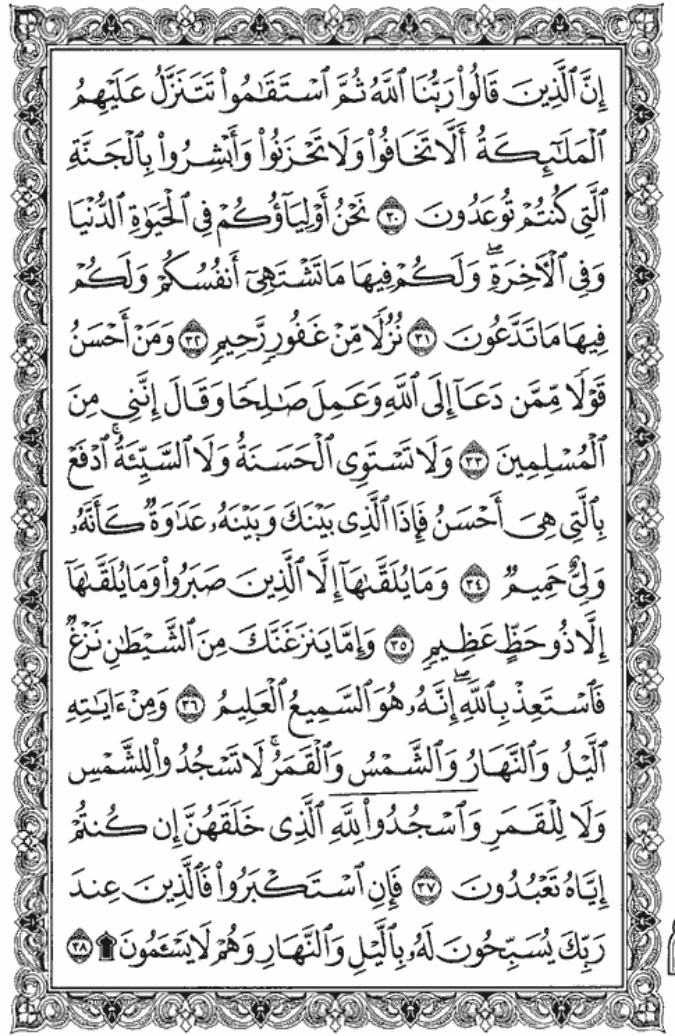 إِنَّ ٱلَّذِينَ قَالُوا۟ رَبُّنَا ٱللَّهُ ثُمَّ ٱسْتَقَـٰمُوا۟ تَتَنَزَّلُ عَلَيْهِمُ
ٱلْمَلَـٰٓئِكَةُ أَلَّا تَخَافُوا۟ وَلَا تَحْزَنُوا۟ وَأَبْشِرُوا۟ بِٱلْجَنَّةِ
ٱلَّتِى كُنتُمْ تُوعَدُونَ ٣٠ نَحْنُ أَوْلِيَآؤُكُمْ فِى ٱلْحَيَوٰةِ ٱلدُّنْيَا
وَفِى ٱلْـَٔاخِرَةِ ۖ وَلَكُمْ فِيهَا مَا تَشْتَهِىٓ أَنفُسُكُمْ وَلَكُمْ
فِيهَا مَا تَدَّعُونَ ٣١ نُزُلًا مِّنْ غَفُورٍ رَّحِيمٍ ٣٢ وَمَنْ أَحْسَنُ
قَوْلًا مِّمَّن دَعَآ إِلَى ٱللَّهِ وَعَمِلَ صَـٰلِحًا وَقَالَ إِنَّنِى مِنَ
ٱلْمُسْلِمِينَ ٣٣ وَلَا تَسْتَوِى ٱلْحَسَنَةُ وَلَا ٱلسَّيِّئَةُ ۚ ٱدْفَعْ
بِٱلَّتِى هِىَ أَحْسَنُ فَإِذَا ٱلَّذِى بَيْنَكَ وَبَيْنَهُۥ عَدَٰوَةٌ كَأَنَّهُۥ
وَلِىٌّ حَمِيمٌ ٣٤ وَمَا يُلَقَّىٰهَآ إِلَّا ٱلَّذِينَ صَبَرُوا۟ وَمَا يُلَقَّىٰهَآ
إِلَّا ذُو حَظٍّ عَظِيمٍ ٣٥ وَإِمَّا يَنزَغَنَّكَ مِنَ ٱلشَّيْطَـٰنِ نَزْغٌ
فَٱسْتَعِذْ بِٱللَّهِ ۖ إِنَّهُۥ هُوَ ٱلسَّمِيعُ ٱلْعَلِيمُ ٣٦ وَمِنْ ءَايَـٰتِهِ
ٱلَّيْلُ وَٱلنَّهَارُ وَٱلشَّمْسُ وَٱلْقَمَرُ ۚ لَا تَسْجُدُوا۟ لِلشَّمْسِ
وَلَا لِلْقَمَرِ وَٱسْجُدُوا۟ لِلَّهِ ٱلَّذِى خَلَقَهُنَّ إِن كُنتُمْ
إِيَّاهُ تَعْبُدُونَ ٣٧ فَإِنِ ٱسْتَكْبَرُوا۟ فَٱلَّذِينَ عِندَ
رَبِّكَ يُسَبِّحُونَ لَهُۥ بِٱلَّيْلِ وَٱلنَّهَارِ وَهُمْ لَا يَسْـَٔمُونَ ۩ ٣٨